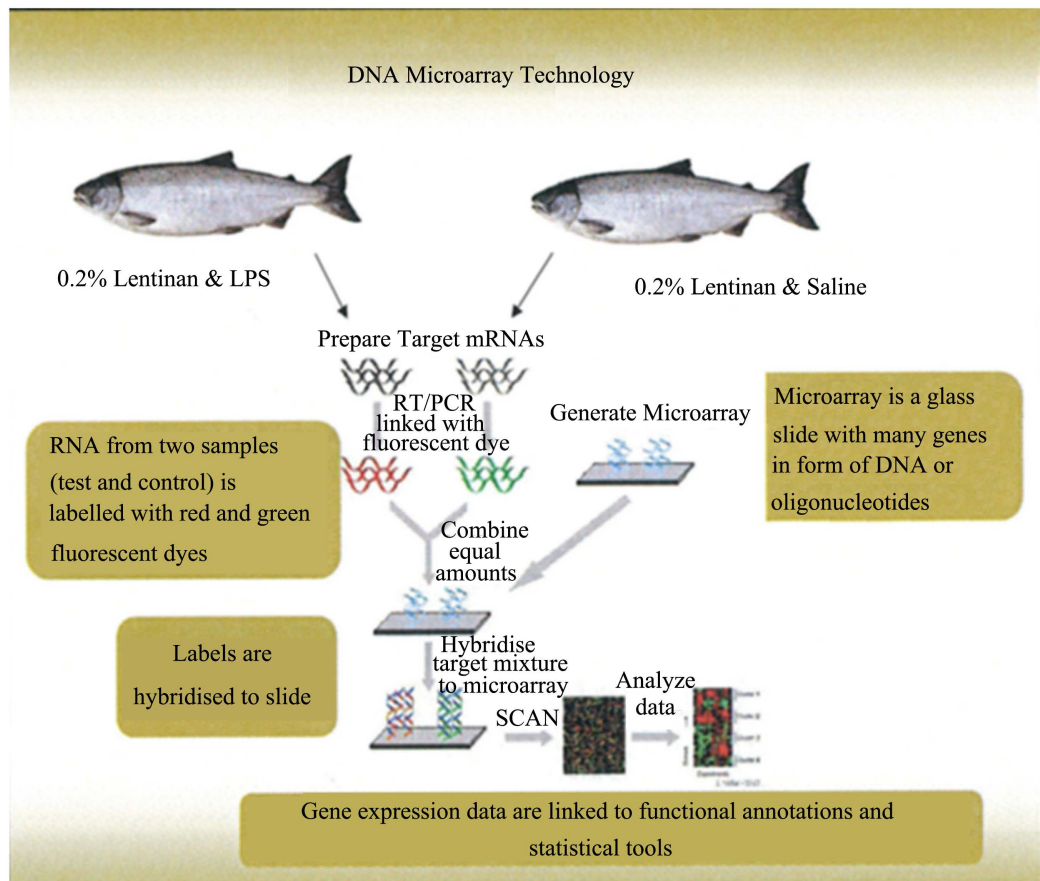 DNA Microarray Technology
0.2% Lentinan & LPS
0.2% Lentinan & Saline
Prepare Target mRNAs
RT/PCR
linked with
fluorescent dye
Generate Microarray
Microarray is a glass
slide with many genes
in form of DNA or
oligonucleotides
RNA from two samples
(test and control) is
labelled with red and green
fluorescent dyes
Combine
equal
amounts
Labels are
hybridised to slide
Hybridise
target mixture
to microarray
SCAN
Analyze
data
Gene expression data are linked to functional annotations and
statistical tools